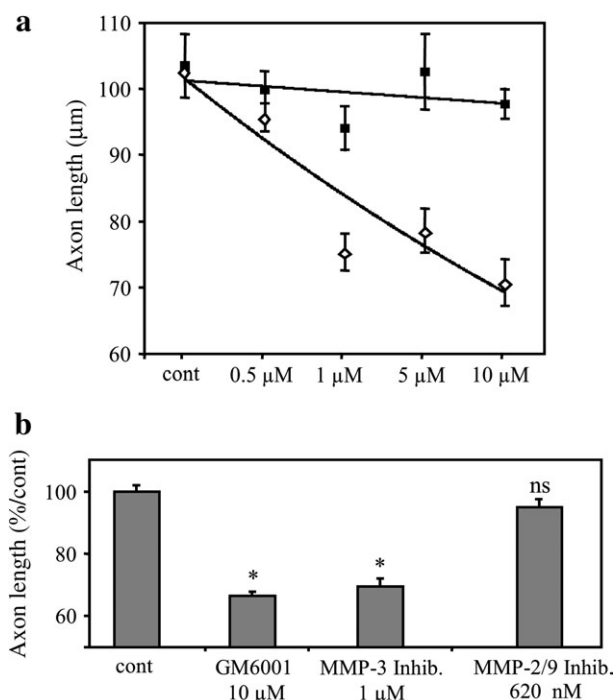 a
110
100
90
80
70
60
Axon length (μm)
cont 0.5 μM 1 μM 5 μM 10 μM
b
100
80
60
Axon length (%/cont)
* * ns
cont GM6001 MMP-3 Inhib. MMP-2/9 Inhib.
10 μM 1 μM 620 nM